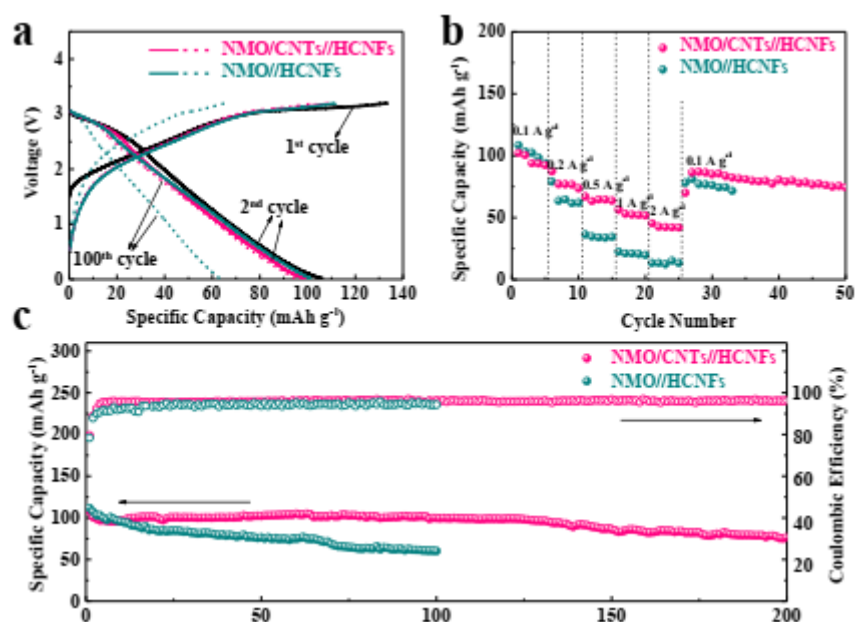 a
NMO/CNTs//HCNFs
NMO//HCNFs
Voltage (V)
4
3
2
1
0
1st cycle
2nd cycle
100th cycle
0 20 40 60 80 100 120 140
Specific Capacity (mAh g-1)
b
NMO/CNTs//HCNFs
NMO//HCNFs
Specific Capacity (mAh g-1)
200
150
100
50
0
0.1 A g-1
0.2 A g-1
0.5 A g-1
1 A g-1
2 A g-1
0.1 A g-1
0 10 20 30 40 50
Cycle Number
c
NMO/CNTs//HCNFs
NMO//HCNFs
Specific Capacity (mAh g-1)
300
250
200
150
100
50
0
Coulombic Efficiency (%)
100
80
60
40
20
0 50 100 150 200